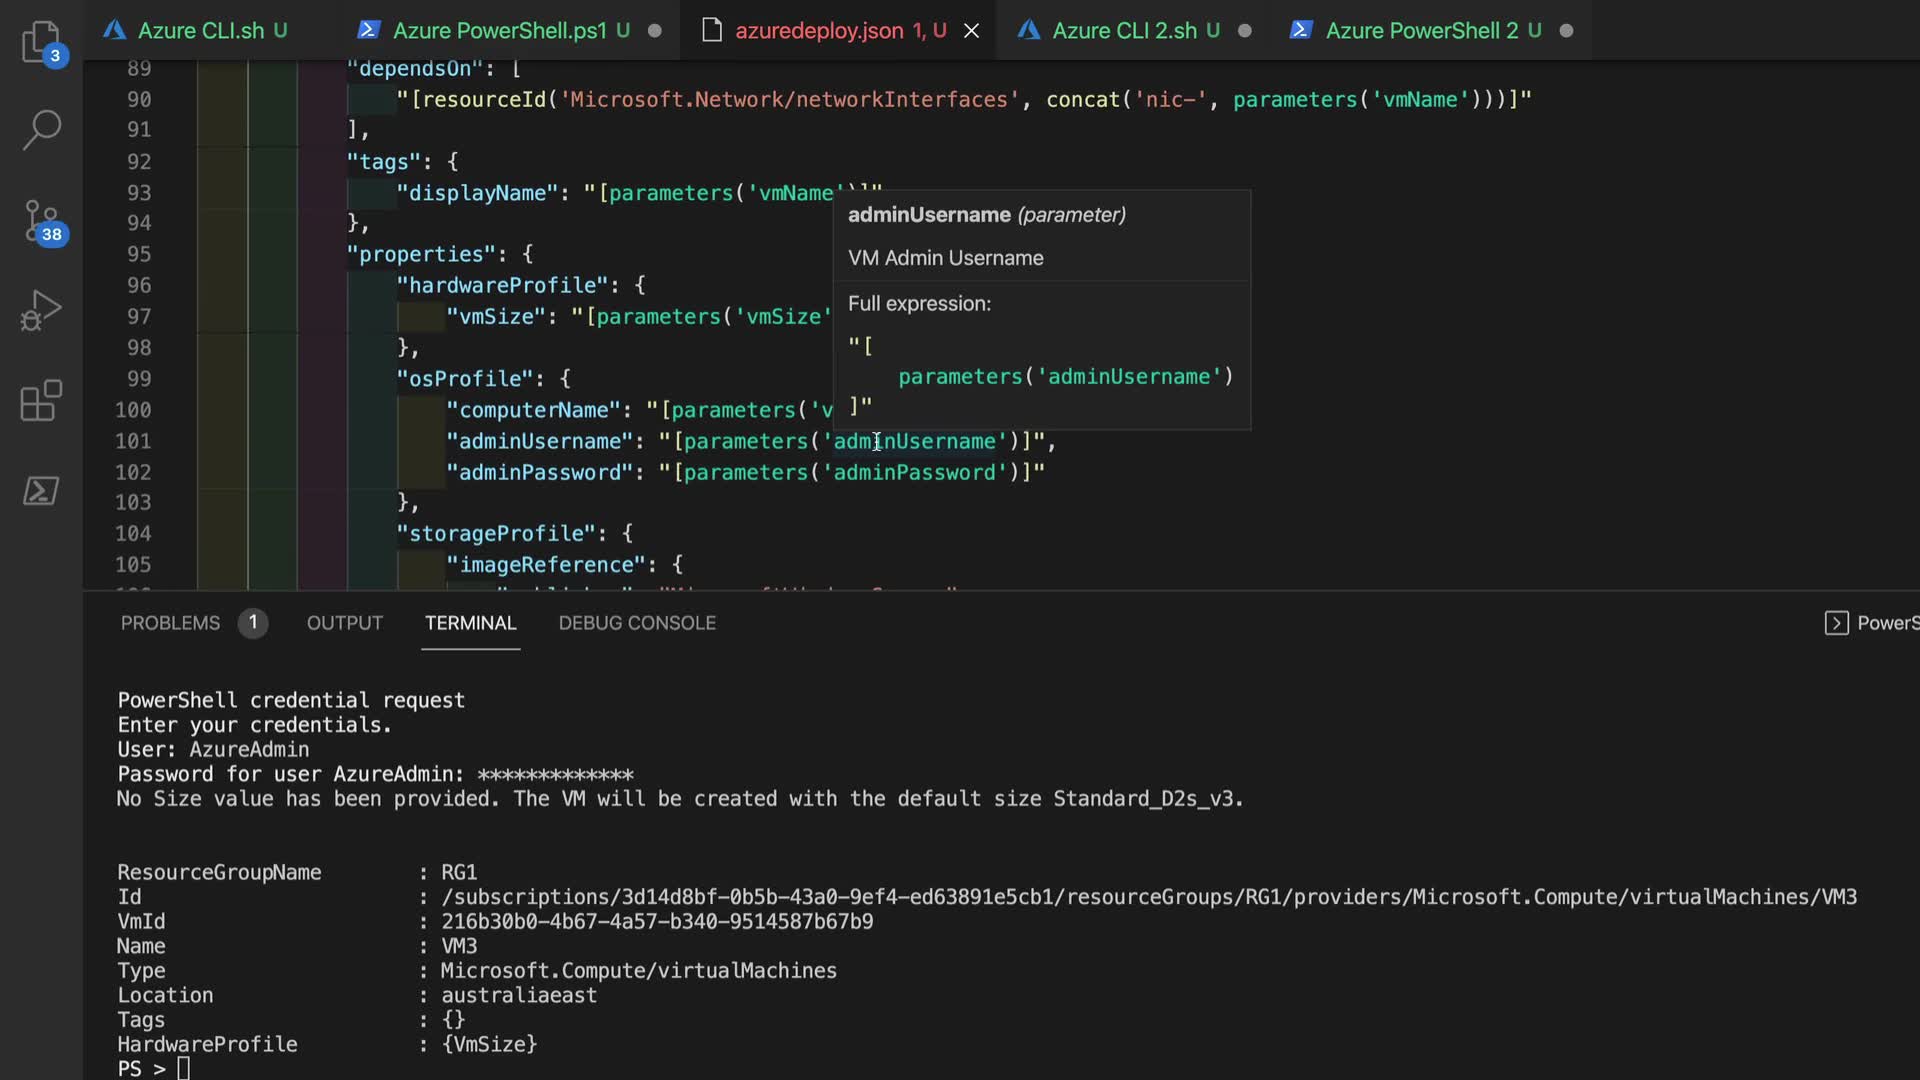 Azure CLI.sh U
Azure PowerShell.ps1 U
azuredeploy.json 1, U
Azure CLI 2.sh U
Azure PowerShell 2 U
3
38
89 "dependsOn": [
90 "[resourceId('Microsoft.Network/networkInterfaces', concat('nic-', parameters('vmName')))]"
91 ],
92 "tags": {
93 "displayName": "[parameters('vmName')]"
94 },
95 "properties": {
96 "hardwareProfile": {
97 "vmSize": "[parameters('vmSize'
98 },
99 "osProfile": {
100 "computerName": "[parameters('v
101 "adminUsername": "[parameters('adminUsername')]",
102 "adminPassword": "[parameters('adminPassword')]"
103 },
104 "storageProfile": {
105 "imageReference": {
adminUsername (parameter)
VM Admin Username
Full expression:
"[
parameters('adminUsername')
]"
PROBLEMS 1 OUTPUT TERMINAL DEBUG CONSOLE
PowerS
PowerShell credential request
Enter your credentials.
User: AzureAdmin
Password for user AzureAdmin: *************
No Size value has been provided. The VM will be created with the default size Standard_D2s_v3.
ResourceGroupName : RG1
Id : /subscriptions/3d14d8bf-0b5b-43a0-9ef4-ed63891e5cb1/resourceGroups/RG1/providers/Microsoft.Compute/virtualMachines/VM3
VmId : 216b30b0-4b67-4a57-b340-9514587b67b9
Name : VM3
Type : Microsoft.Compute/virtualMachines
Location : australiaeast
Tags : {}
HardwareProfile : {VmSize}
PS >